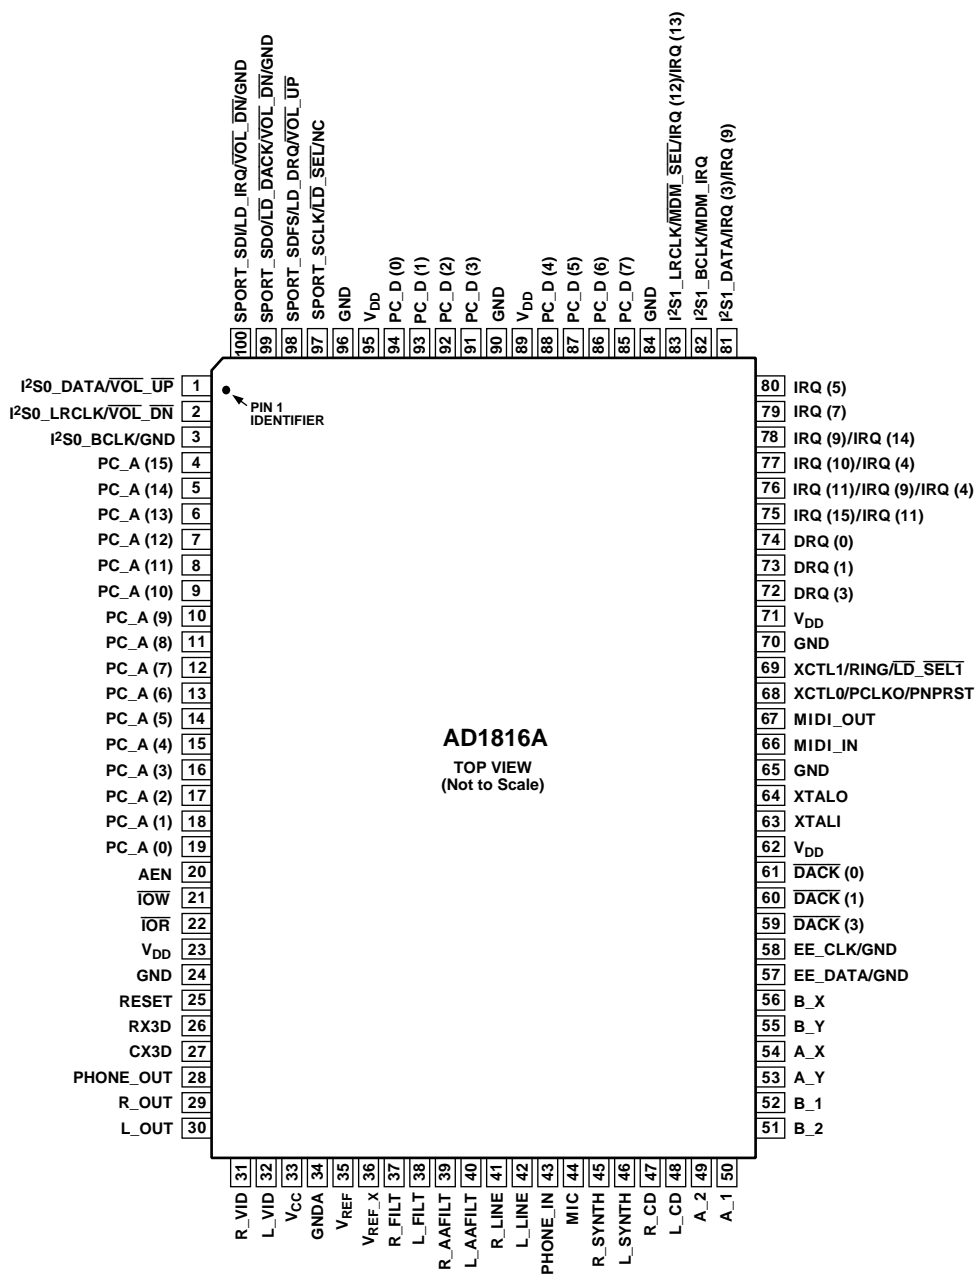 SPORT_SDI/LD_IRQ/VOL_DN/GND
SPORT_SDO/LD_DACK/VOL_DN/GND
SPORT_SDFS/LD_DRQ/VOL_UP
SPORT_SCLK/LD_SEL/NC
GND
VDD
PC_D (0)
PC_D (1)
PC_D (2)
PC_D (3)
GND
VDD
PC_D (4)
PC_D (5)
PC_D (6)
PC_D (7)
GND
I2S1_LRCLK/MDM_SEL/IRQ (12)/IRQ (13)
I2S1_BCLK/MDM_IRQ
I2S1_DATA/IRQ (3)/IRQ (9)
100 99 98 97 96 95 94 93 92 91 90 89 88 87 86 85 84 83 82 81
I2S0_DATA/VOL_UP 1
I2S0_LRCLK/VOL_DN 2
I2S0_BCLK/GND 3
PC_A (15) 4
PC_A (14) 5
PC_A (13) 6
PC_A (12) 7
PC_A (11) 8
PC_A (10) 9
PC_A (9) 10
PC_A (8) 11
PC_A (7) 12
PC_A (6) 13
PC_A (5) 14
PC_A (4) 15
PC_A (3) 16
PC_A (2) 17
PC_A (1) 18
PC_A (0) 19
AEN 20
IOW 21
IOR 22
VDD 23
GND 24
RESET 25
RX3D 26
CX3D 27
PHONE_OUT 28
R_OUT 29
L_OUT 30
PIN 1
IDENTIFIER
AD1816A
TOP VIEW
(Not to Scale)
80 IRQ (5)
79 IRQ (7)
78 IRQ (9)/IRQ (14)
77 IRQ (10)/IRQ (4)
76 IRQ (11)/IRQ (9)/IRQ (4)
75 IRQ (15)/IRQ (11)
74 DRQ (0)
73 DRQ (1)
72 DRQ (3)
71 VDD
70 GND
69 XCTL1/RING/LD_SEL1
68 XCTL0/PCLKO/PNPRST
67 MIDI_OUT
66 MIDI_IN
65 GND
64 XTALO
63 XTALI
62 VDD
61 DACK (0)
60 DACK (1)
59 DACK (3)
58 EE_CLK/GND
57 EE_DATA/GND
56 B_X
55 B_Y
54 A_X
53 A_Y
52 B_1
51 B_2
31 32 33 34 35 36 37 38 39 40 41 42 43 44 45 46 47 48 49 50
R_VID
L_VID
VCC
GNDA
VREF
VREF_X
R_FILT
L_FILT
R_AAFILT
L_AAFILT
R_LINE
L_LINE
PHONE_IN
MIC
R_SYNTH
L_SYNTH
R_CD
L_CD
A_2
A_1